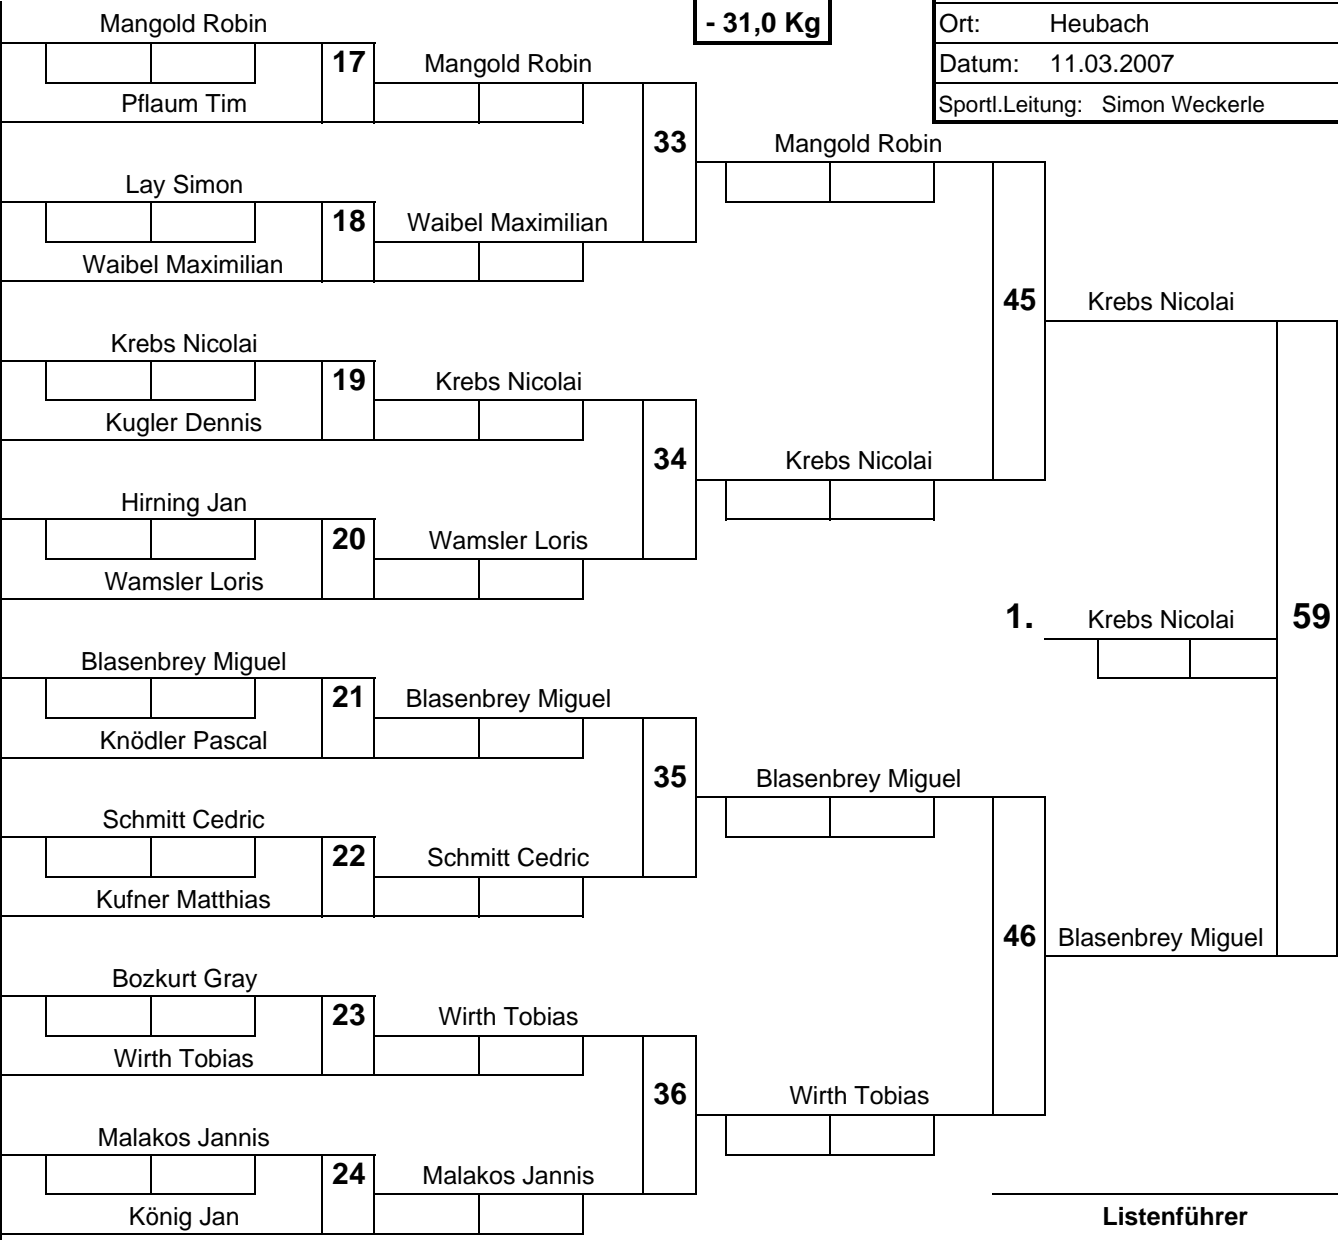 - 31,0 Kg
Ort: Heubach
Datum: 11.03.2007
Sportl.Leitung: Simon Weckerle
Mangold Robin
17 Mangold Robin
Pflaum Tim
33 Mangold Robin
Lay Simon
18 Waibel Maximilian
Waibel Maximilian
45 Krebs Nicolai
Krebs Nicolai
19 Krebs Nicolai
Kugler Dennis
34 Krebs Nicolai
Hirning Jan
20 Wamsler Loris
Wamsler Loris
1. Krebs Nicolai 59
Blasenbrey Miguel
21 Blasenbrey Miguel
Knödler Pascal
35 Blasenbrey Miguel
Schmitt Cedric
22 Schmitt Cedric
Kufner Matthias
46 Blasenbrey Miguel
Bozkurt Gray
23 Wirth Tobias
Wirth Tobias
36 Wirth Tobias
Malakos Jannis
24 Malakos Jannis
König Jan
Listenführer